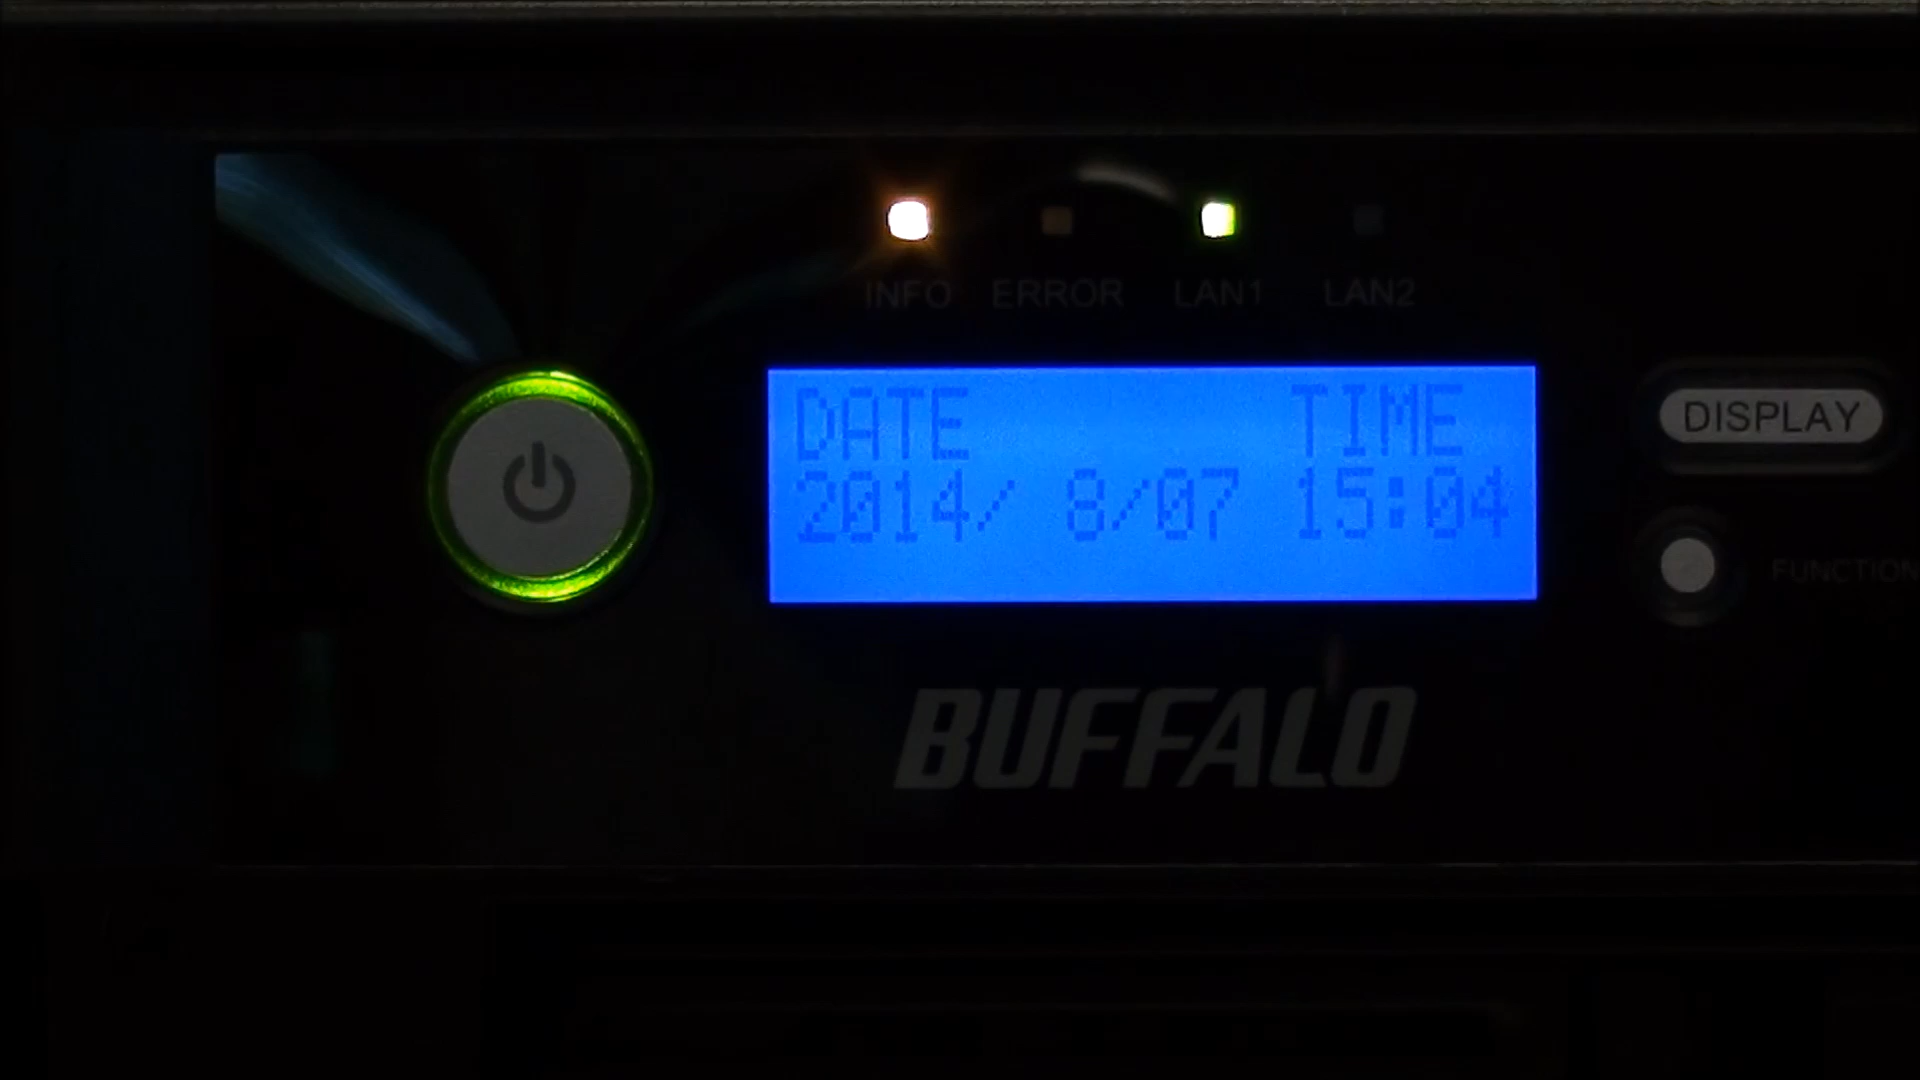 INFO ERROR LAN1 LAN2
DATE TIME
2014/ 8/07 15:04
DISPLAY
FUNCTION
BUFFALO